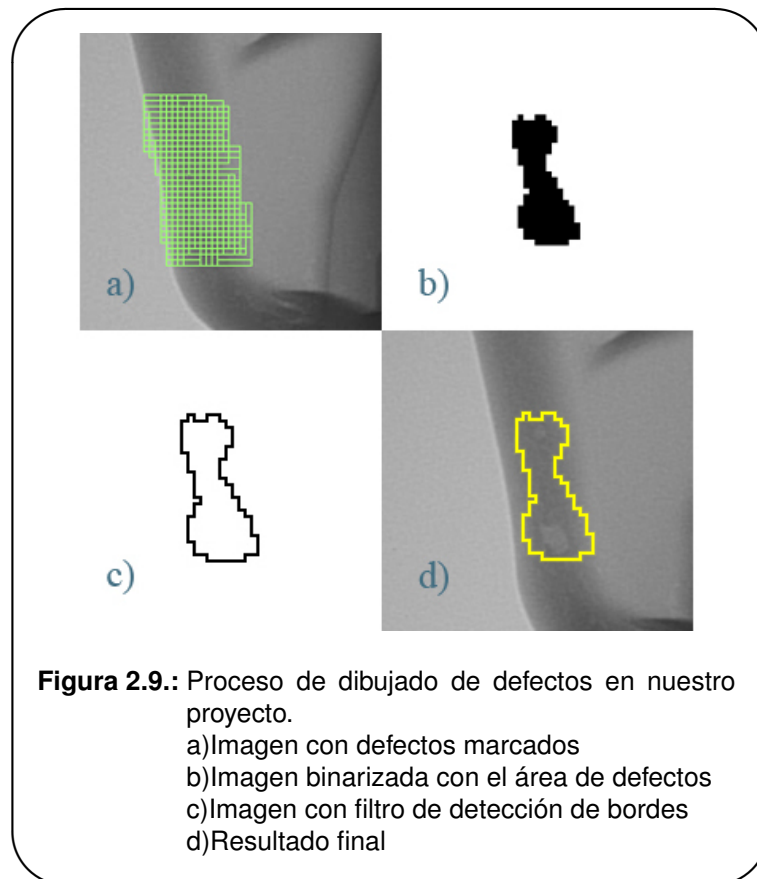 a)
b)
c)
d)
Figura 2.9.: Proceso de dibujado de defectos en nuestro
proyecto.
a)Imagen con defectos marcados
b)Imagen binarizada con el área de defectos
c)Imagen con filtro de detección de bordes
d)Resultado final